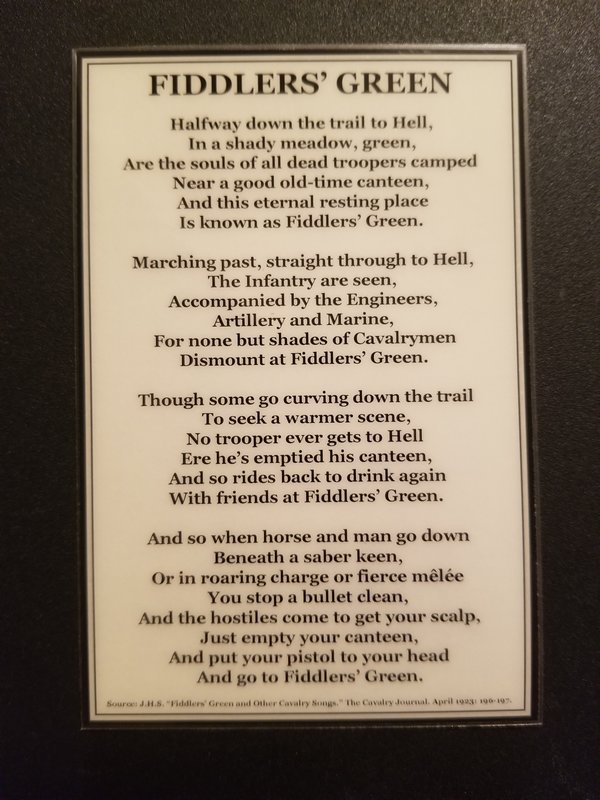 FIDDLERS’ GREEN
Halfway down the trail to Hell,
In a shady meadow, green,
Are the souls of all dead troopers camped
Near a good old-time canteen,
And this eternal resting place
Is known as Fiddlers’ Green.
Marching past, straight through to Hell,
The Infantry are seen,
Accompanied by the Engineers,
Artillery and Marine,
For none but shades of Cavalrymen
Dismount at Fiddlers’ Green.
Though some go curving down the trail
To seek a warmer scene,
No trooper ever gets to Hell
Ere he’s emptied his canteen,
And so rides back to drink again
With friends at Fiddlers’ Green.
And so when horse and man go down
Beneath a saber keen,
Or in roaring charge or fierce mêlée
You stop a bullet clean,
And the hostiles come to get your scalp,
Just empty your canteen,
And put your pistol to your head
And go to Fiddlers’ Green.
Source: J.H.S. “Fiddlers’ Green and Other Cavalry Songs.” The Cavalry Journal. April 1923: 196-197.